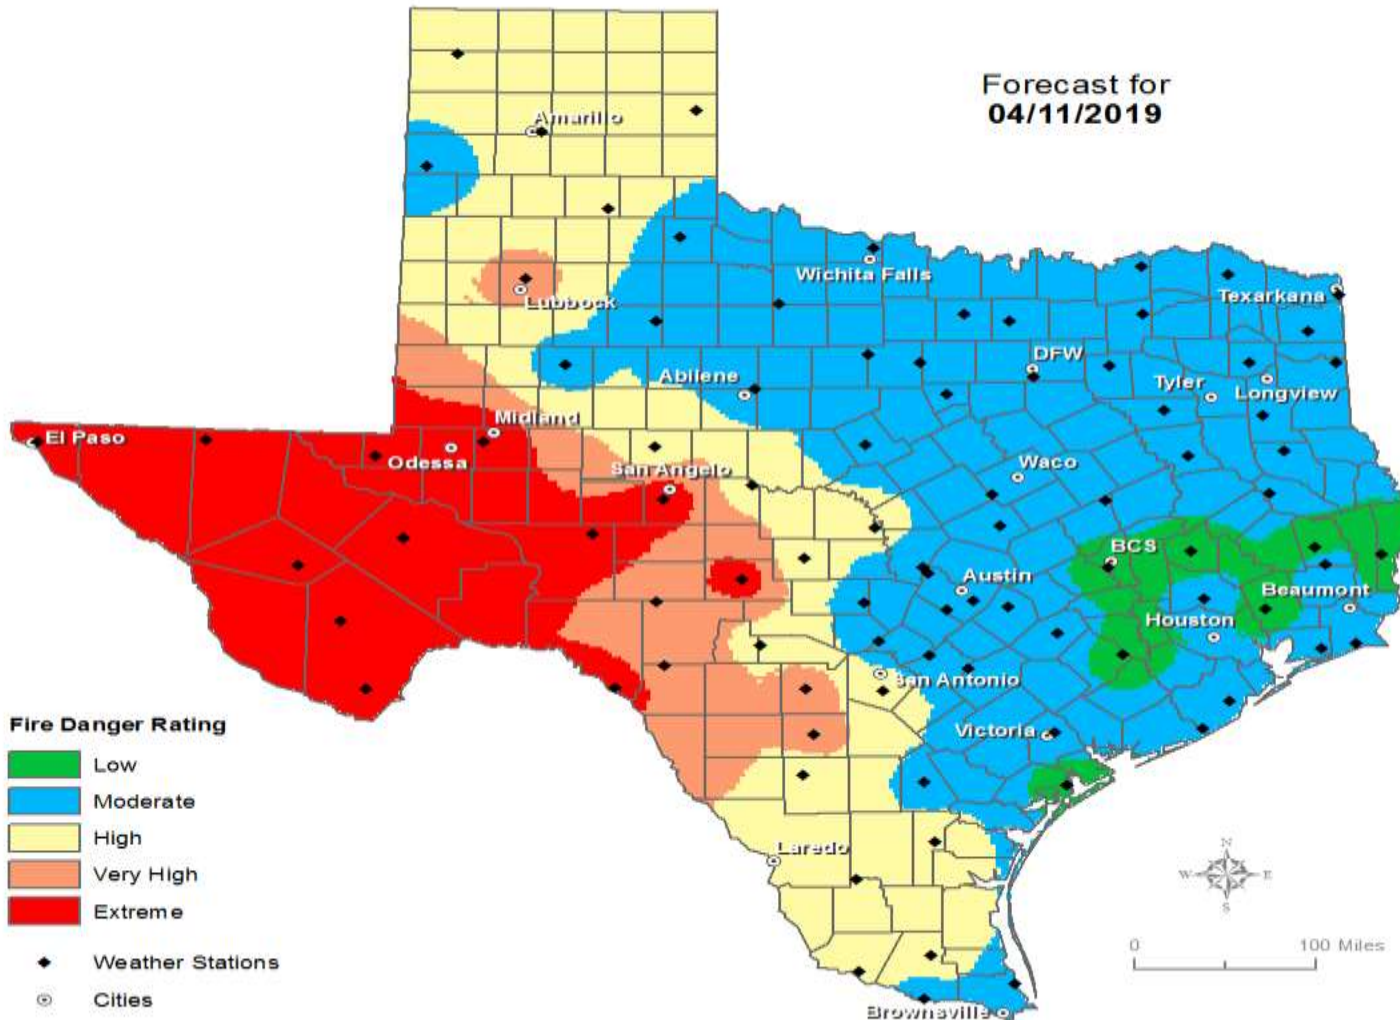 Forecast for
04/11/2019
Amarillo
Wichita Falls
Texarkana
Lubbock
DFW
Abilene
Tyler
Longview
Midland
El Paso
Odessa
San Angelo
Waco
BCS
Austin
Beaumont
Houston
San Antonio
Victoria
Laredo
Brownsville
Fire Danger Rating
Low
Moderate
High
Very High
Extreme
Weather Stations
Cities
N
W E
S
0 100 Miles